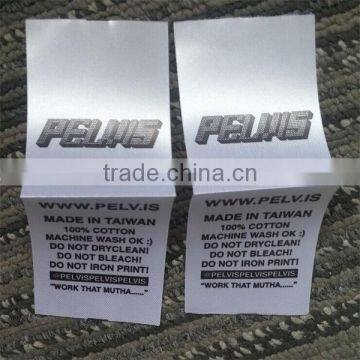 PELVIS
WWW.PELV.IS
MADE IN TAIWAN
100% COTTON
MACHINE WASH OK :)
DO NOT DRYCLEAN!
DO NOT BLEACH!
DO NOT IRON PRINT!
@PELVISPELVISPELVIS
"WORK THAT MUTHA......"
PELVIS
WWW.PELV.IS
MADE IN TAIWAN
100% COTTON
MACHINE WASH OK :)
DO NOT DRYCLEAN!
DO NOT BLEACH!
DO NOT IRON PRINT!
@PELVISPELVISPELVIS
"WORK THAT MUTHA......"
trade.china.cn